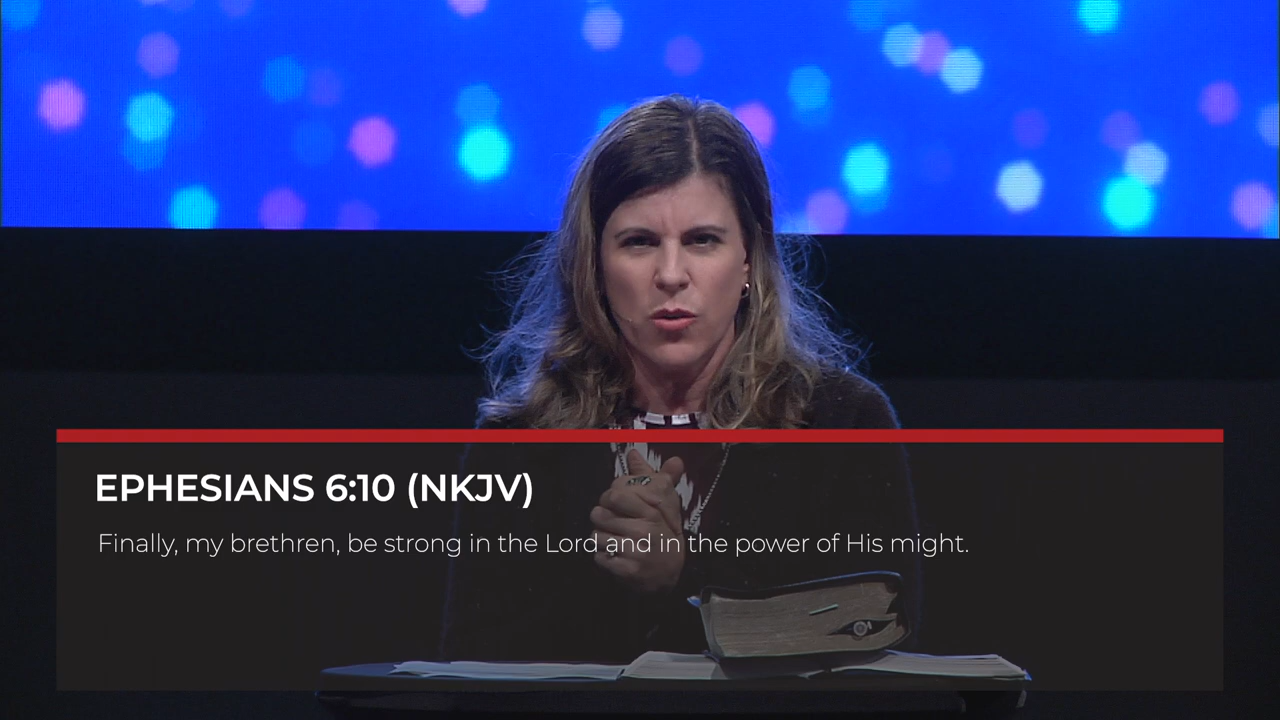 EPHESIANS 6:10 (NKJV)
Finally, my brethren, be strong in the Lord and in the power of His might.